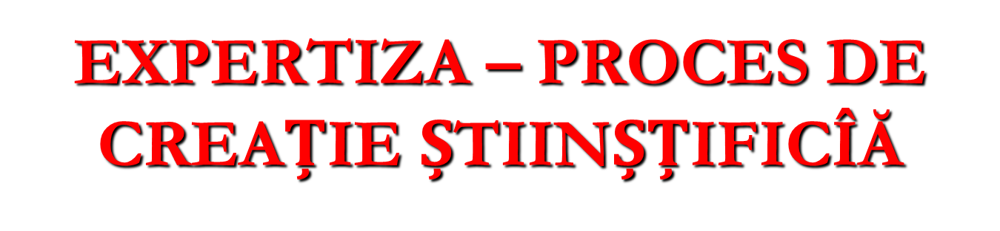 EXPERTIZA – PROCES DE
CREAȚIE ȘTIINȘȚIFICÎĂ